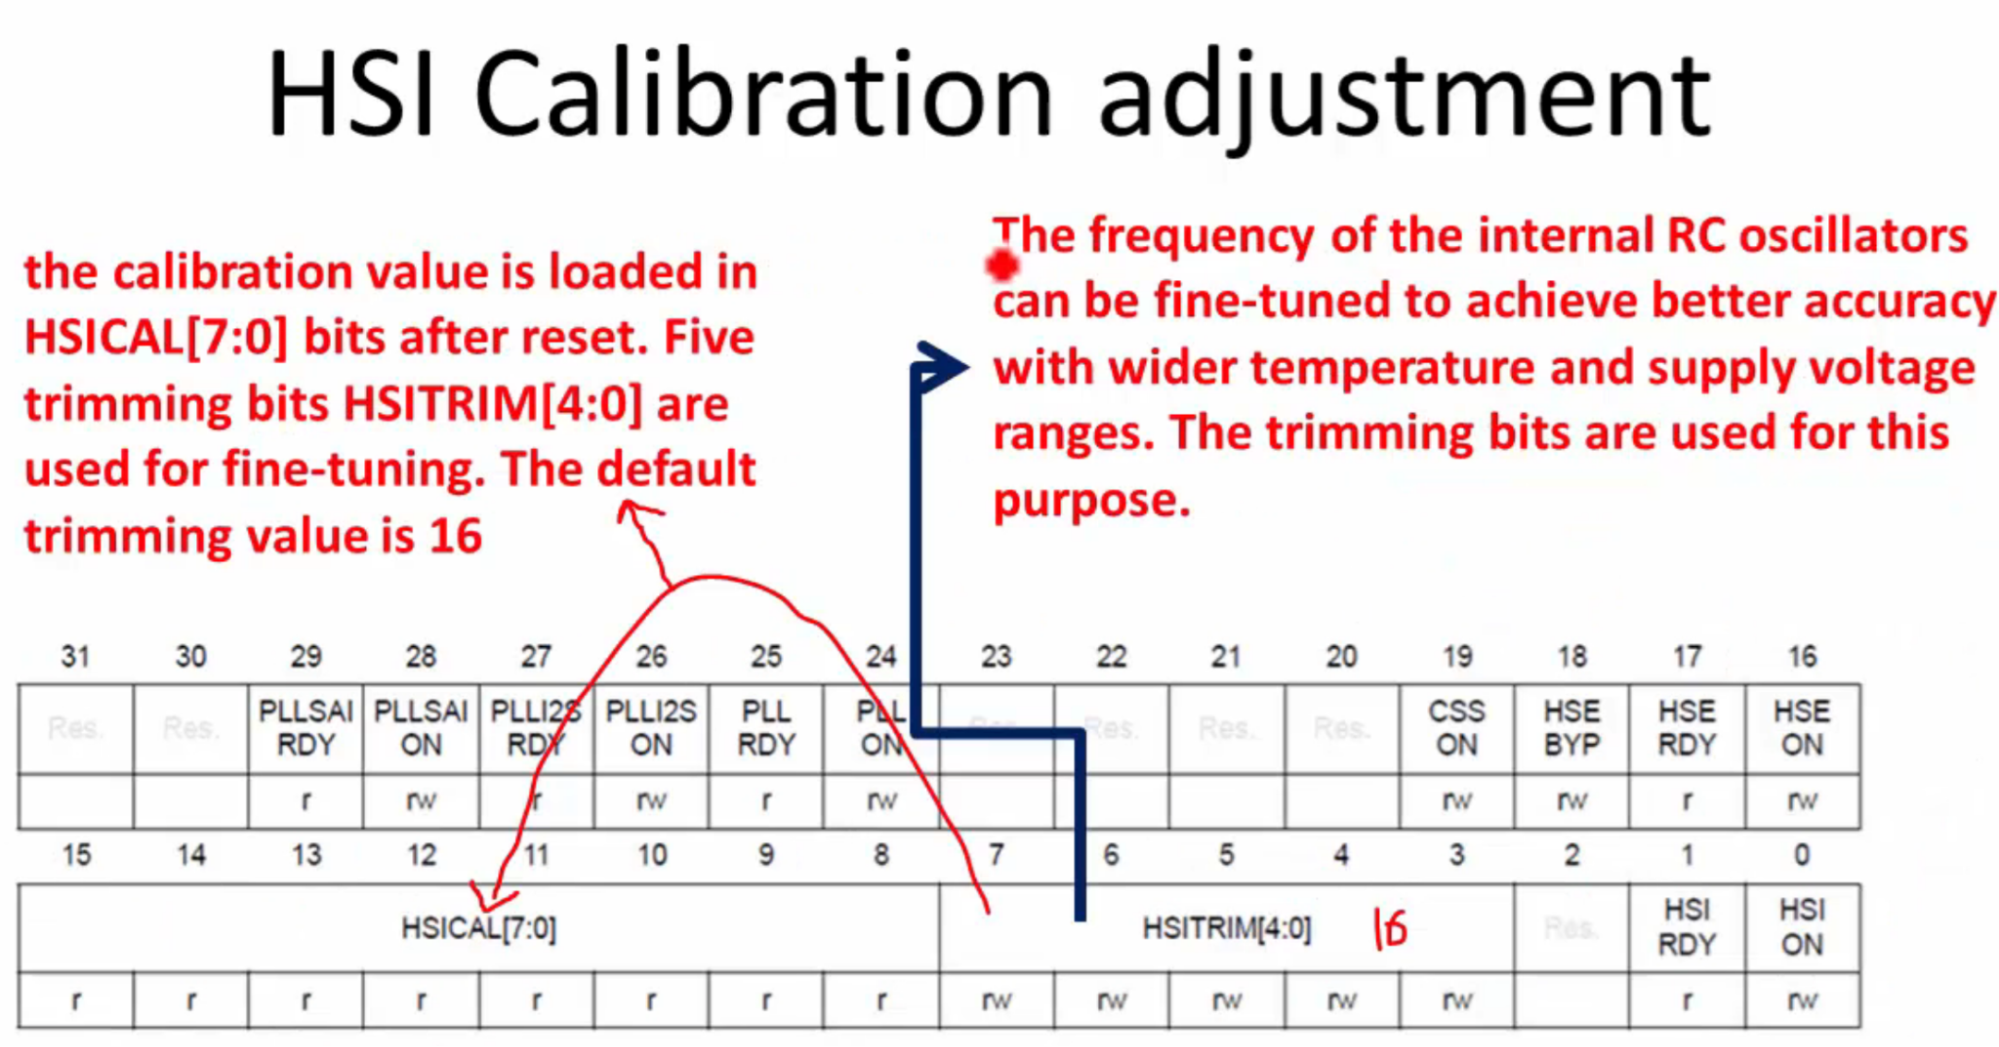 HSI Calibration adjustment
the calibration value is loaded in
HSICAL[7:0] bits after reset. Five
trimming bits HSITRIM[4:0] are
used for fine-tuning. The default
trimming value is 16
The frequency of the internal RC oscillators
can be fine-tuned to achieve better accuracy
with wider temperature and supply voltage
ranges. The trimming bits are used for this
purpose.
31 30 29 28 27 26 25 24 23 22 21 20 19 18 17 16
Res. Res. PLLSAI PLLSAI PLLI2S PLLI2S PLL PLL Res. Res. Res. Res. CSS HSE HSE HSE
RDY ON RDY ON RDY ON ON BYP RDY ON
r rw r rw r rw rw rw r rw
15 14 13 12 11 10 9 8 7 6 5 4 3 2 1 0
HSICAL[7:0] HSITRIM[4:0] 16 Res. HSI HSI
RDY ON
r r r r r r r r rw rw rw rw rw r rw